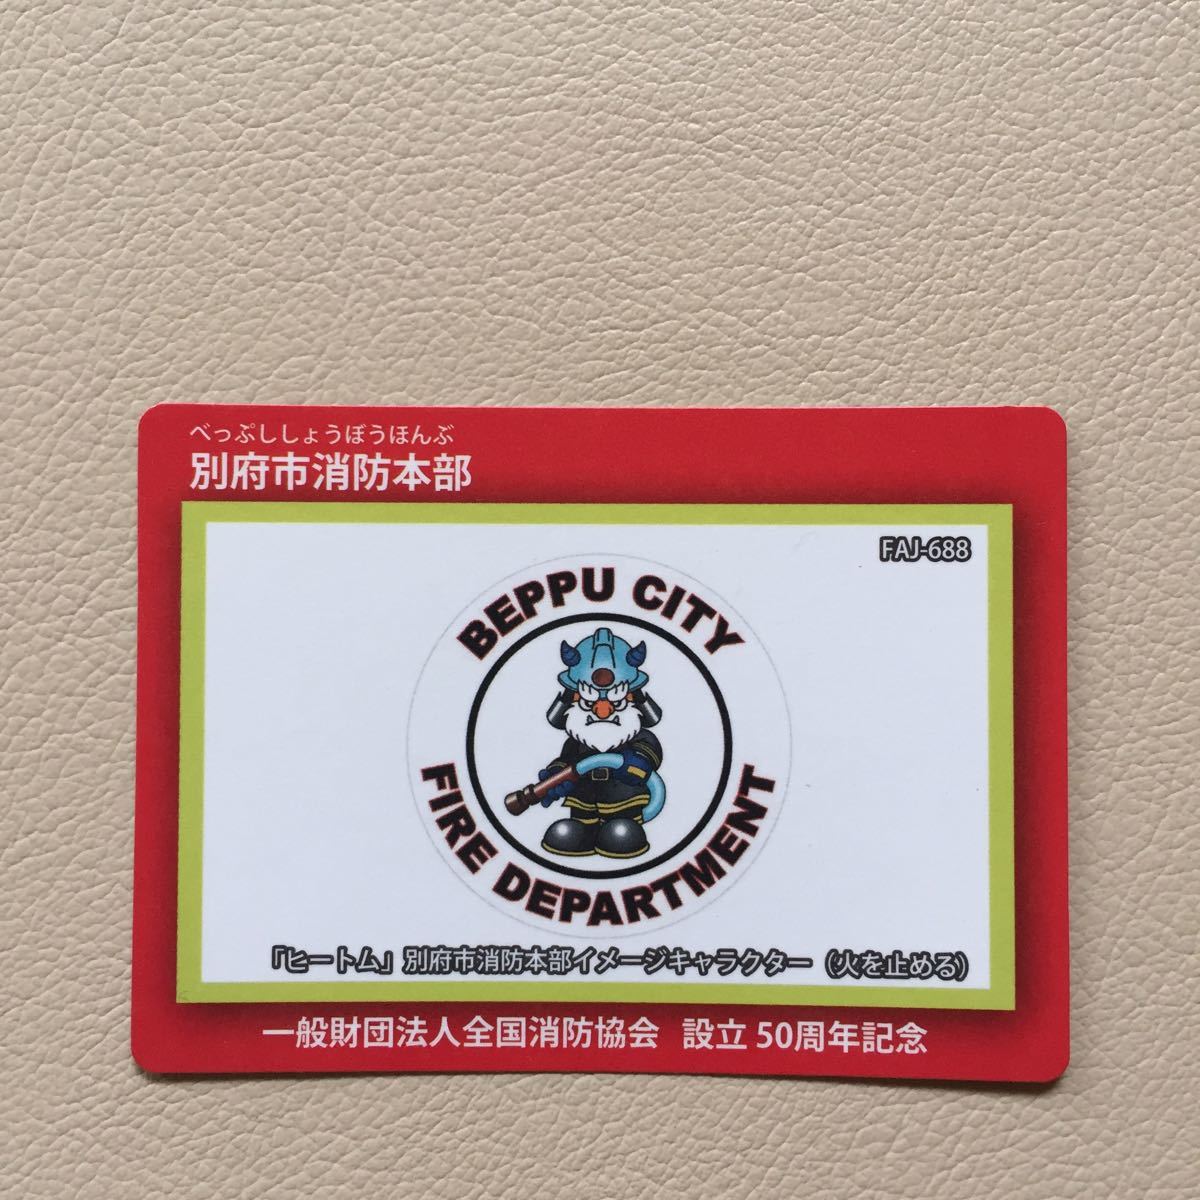 べっぷししょうぼうほんぶ
別府市消防本部
FAJ-688
BEPPU CITY
FIRE DEPARTMENT
「ヒートム」別府市消防本部イメージキャラクター（火を止める）
一般財団法人全国消防協会 設立50周年記念